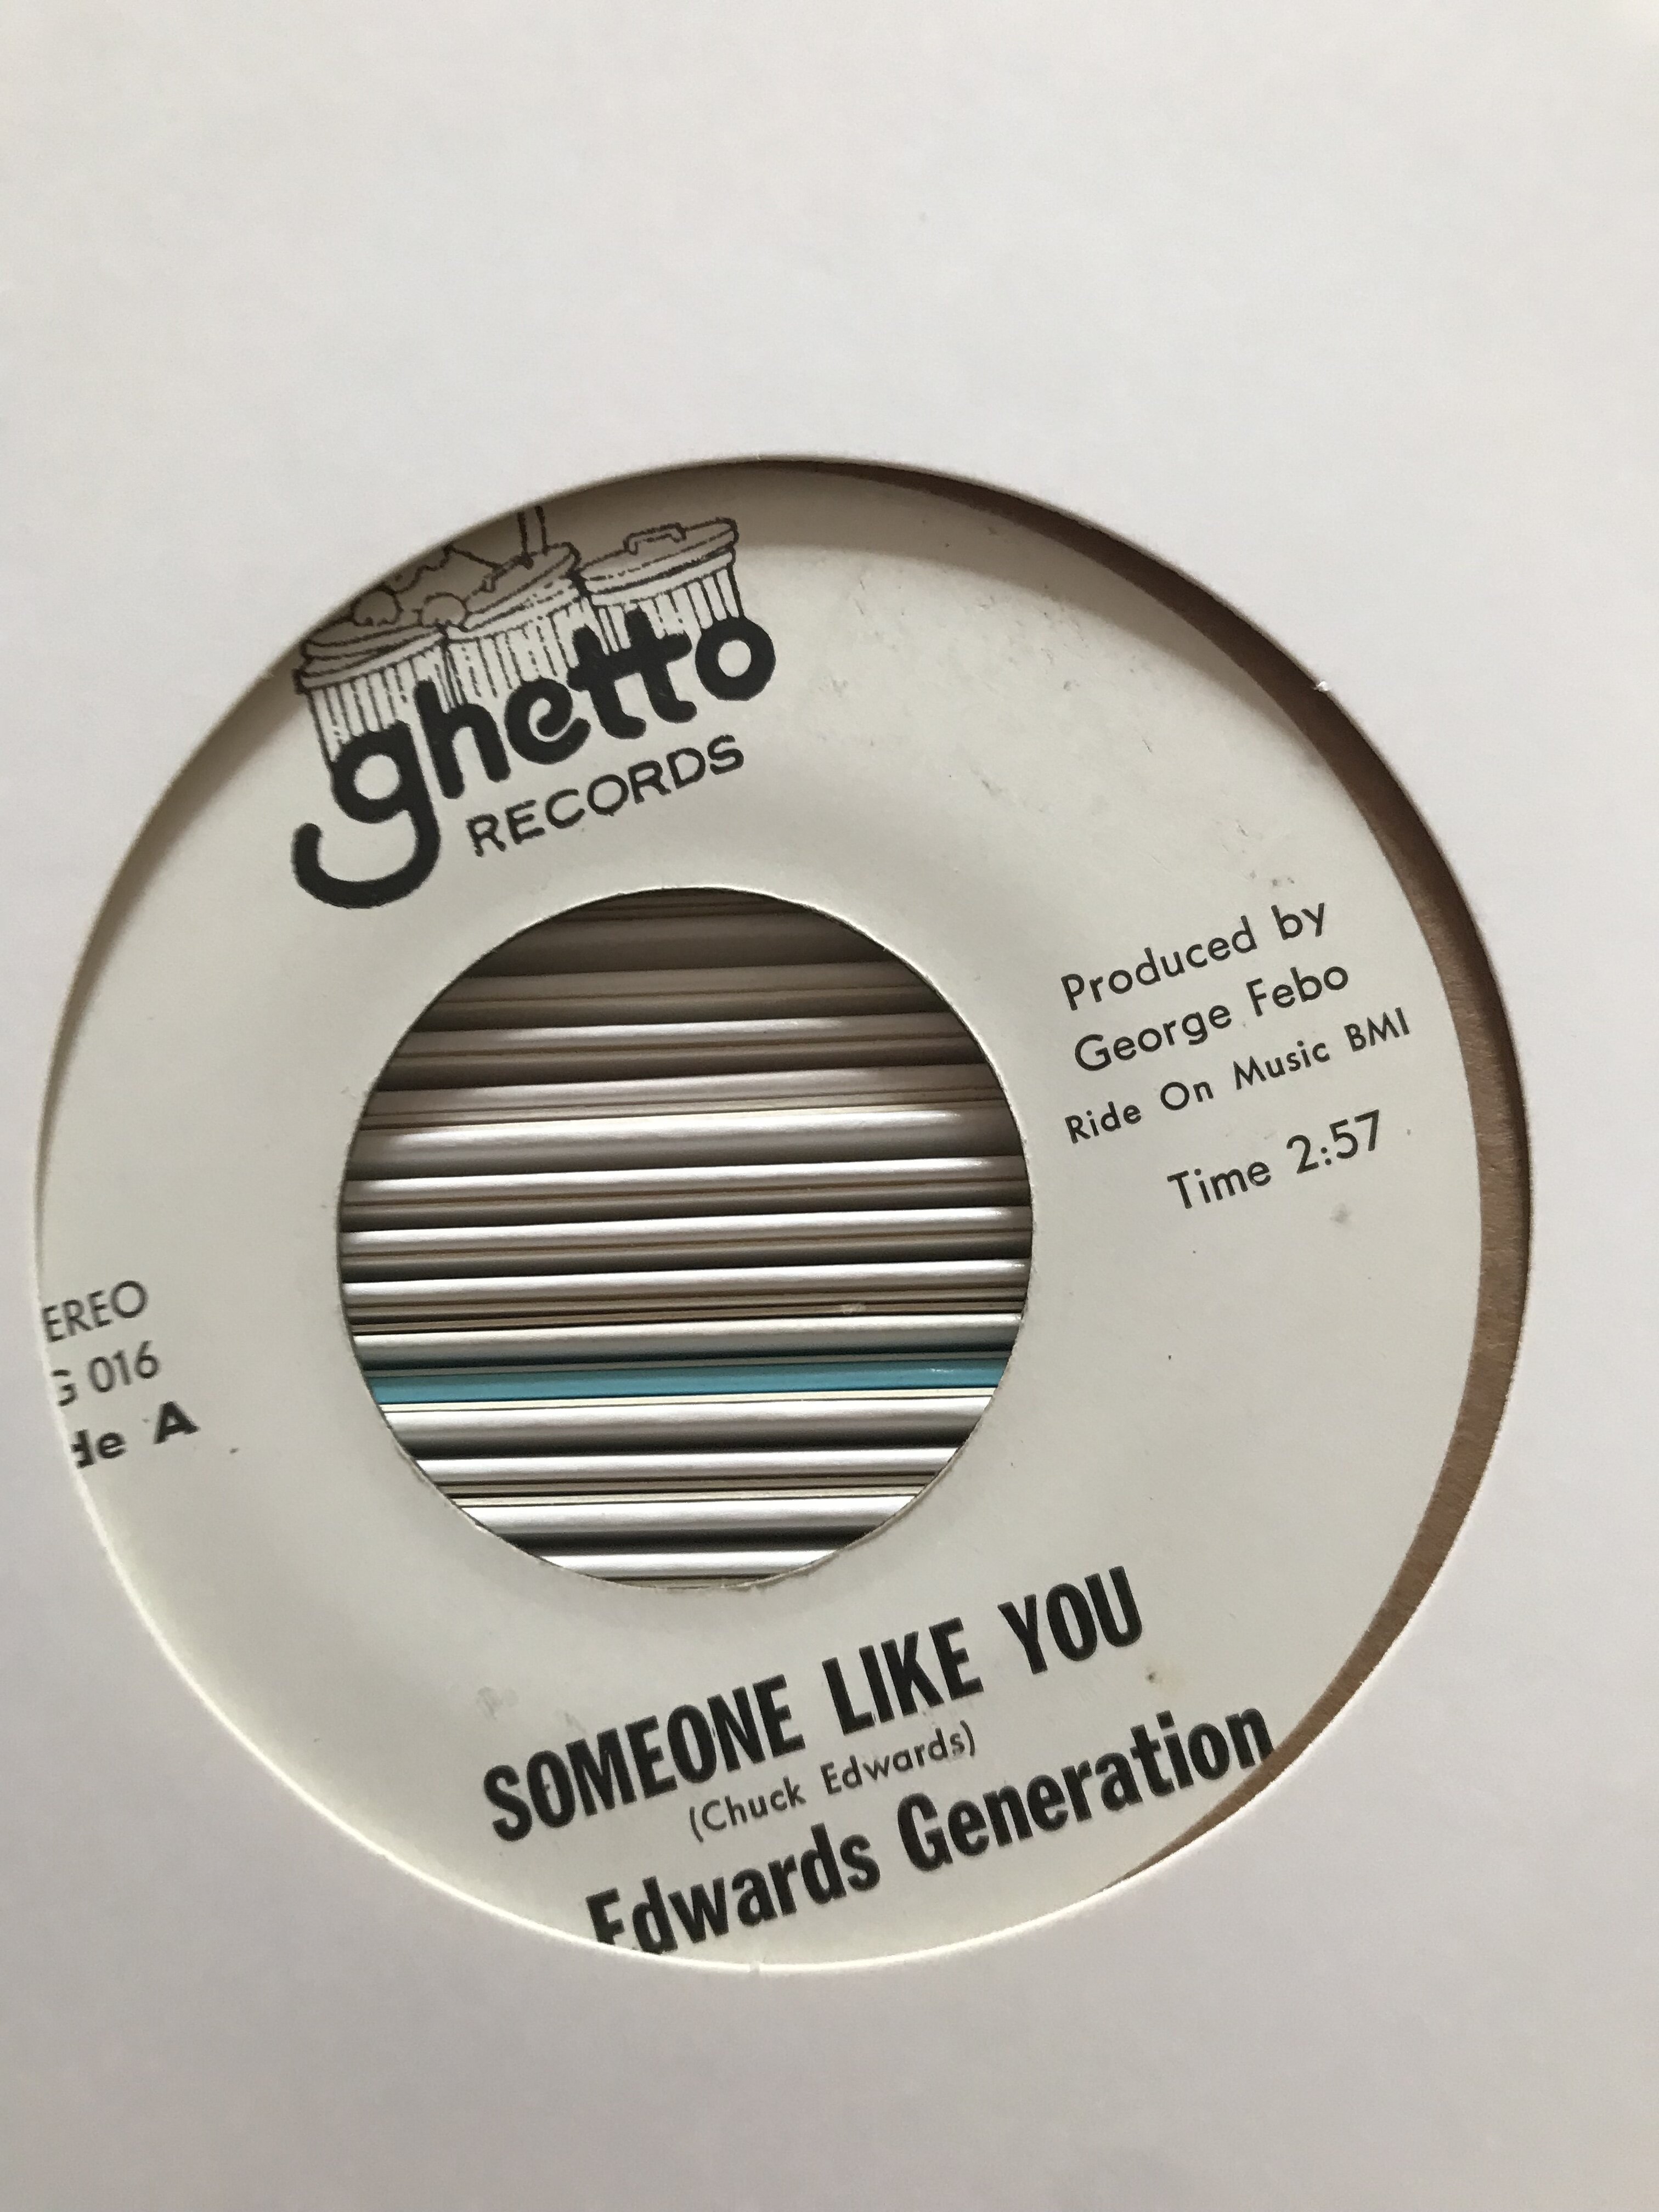 ghetto
RECORDS
Produced by
George Febo
Ride On Music BMI
Time 2:57
EREO
G 016
de A
SOMEONE LIKE YOU
(Chuck Edwards)
Edwards Generation